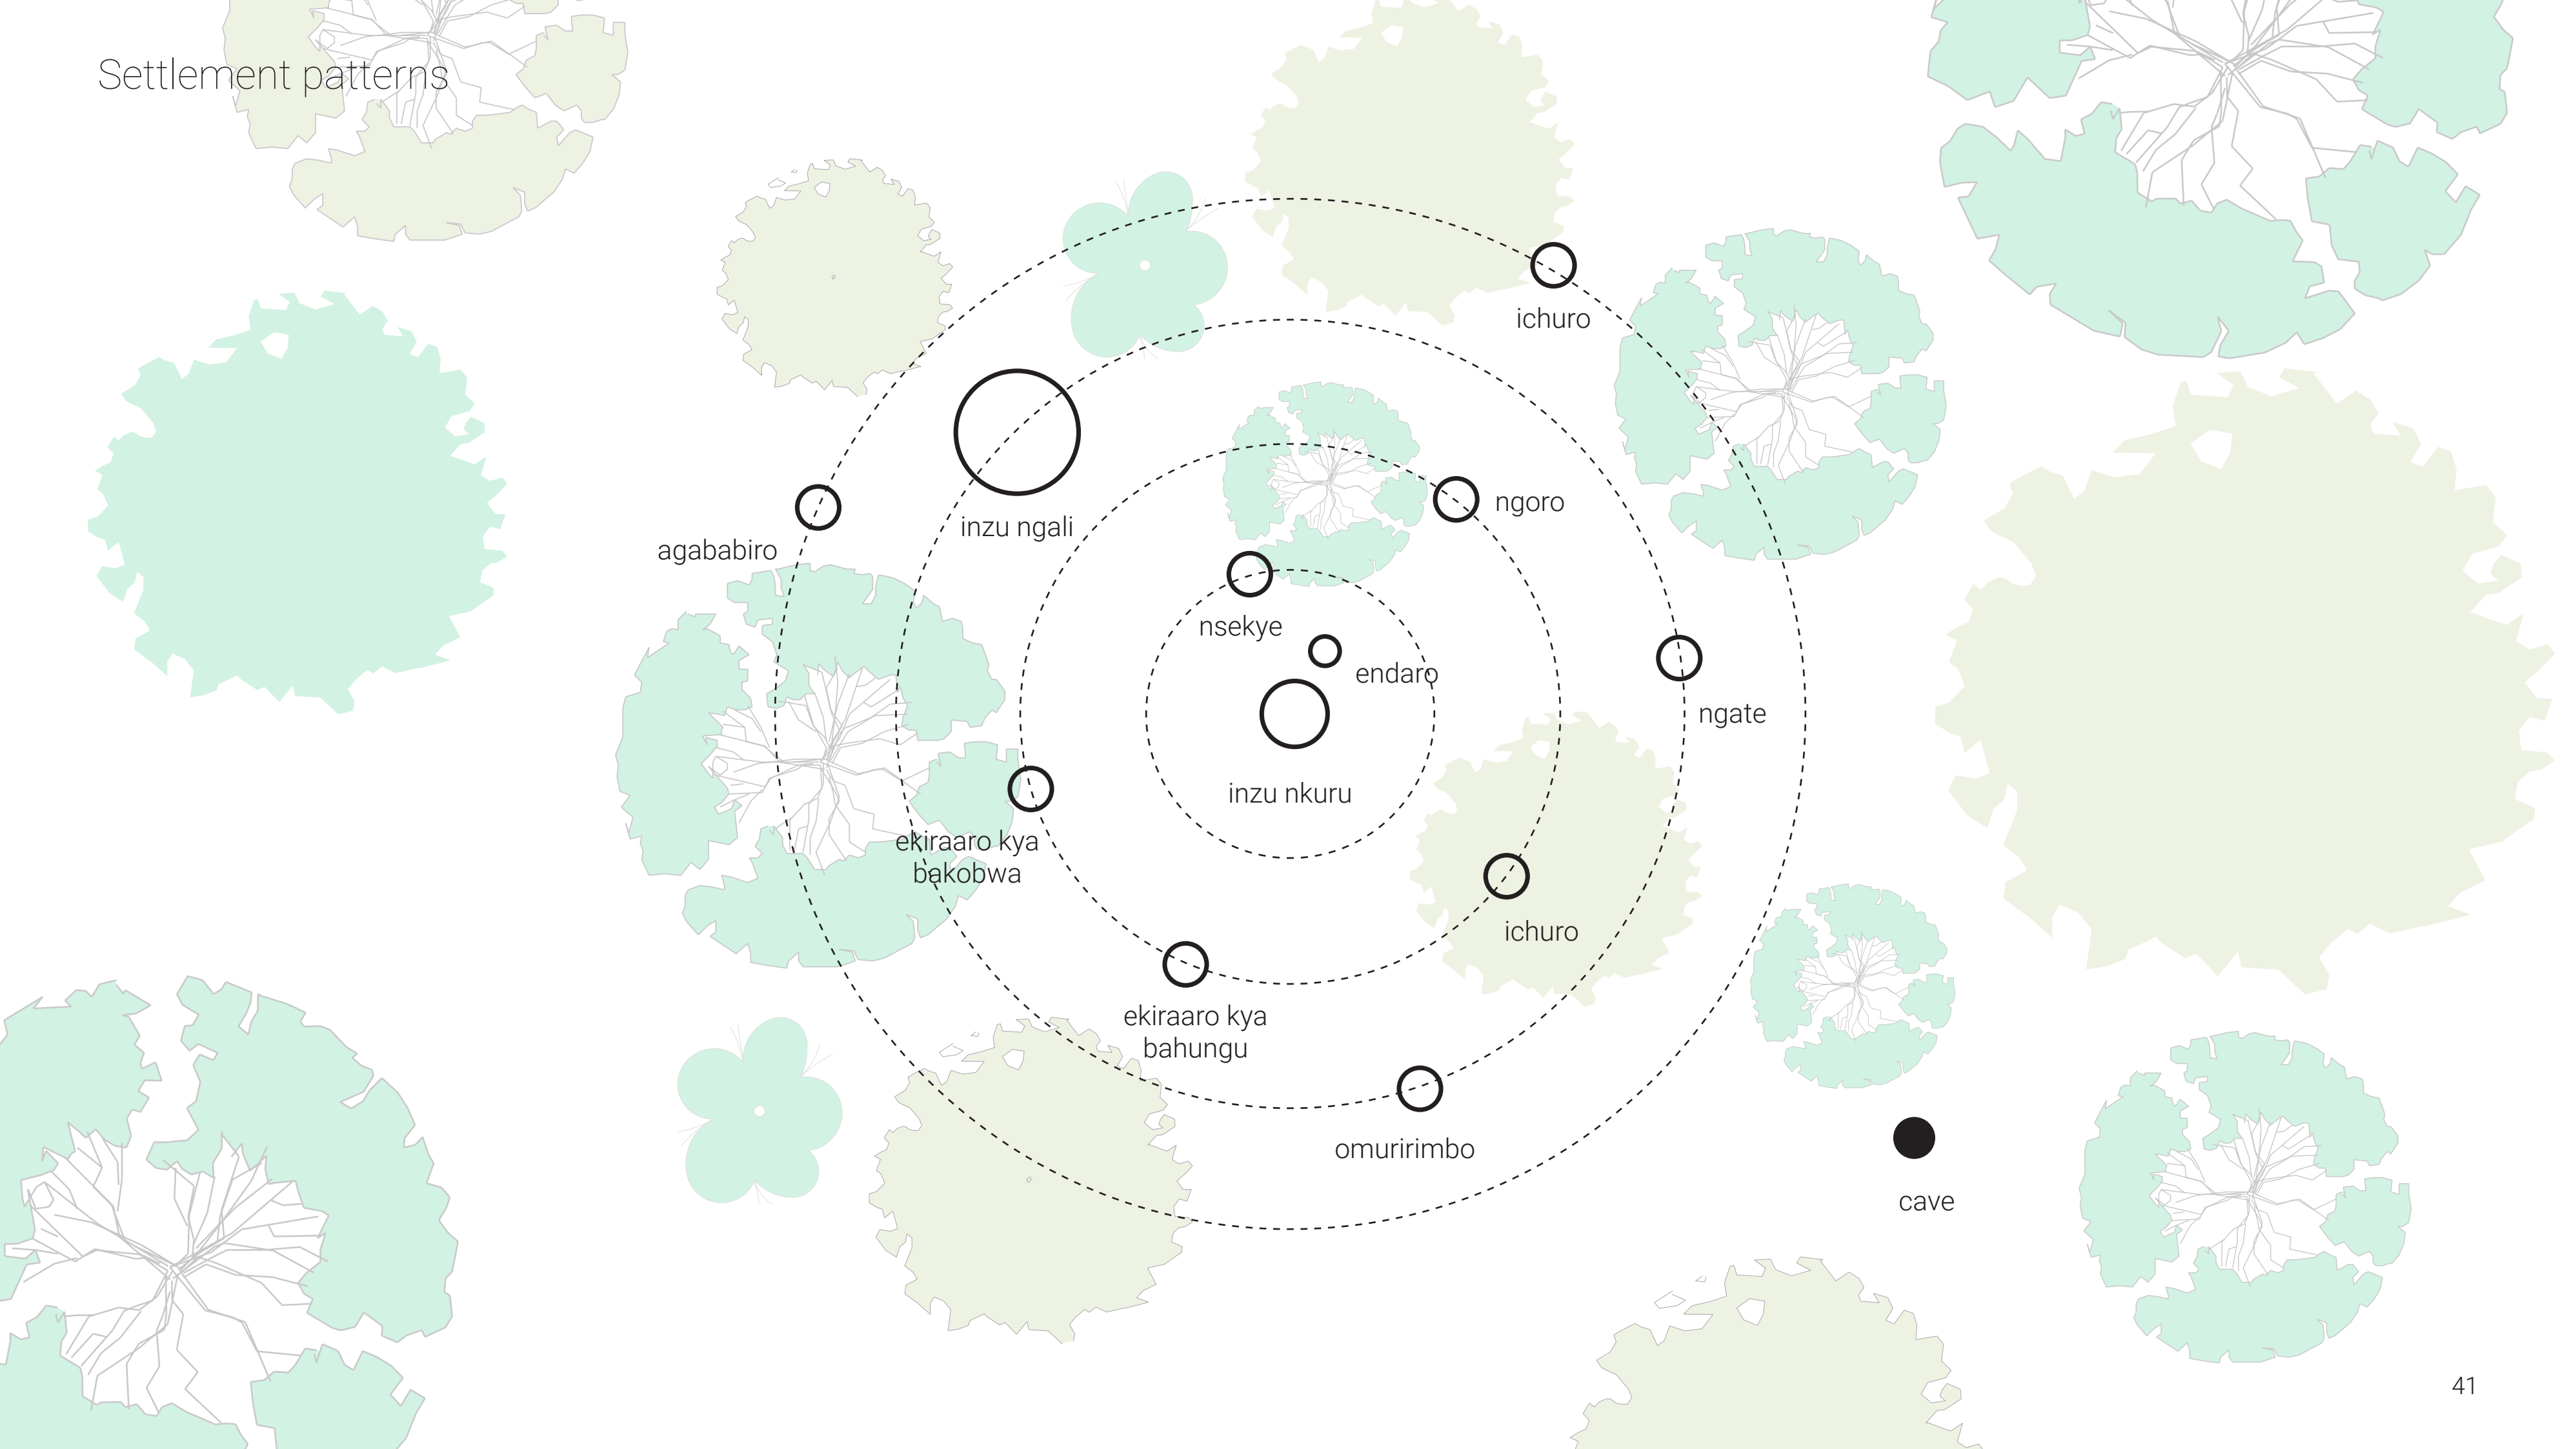 Settlement patterns
ichuro
ngoro
inzu ngali
agababiro
nsekye
endaro
ngate
inzu nkuru
ekiraaro kya
bakobwa
ichuro
ekiraaro kya
bahungu
omuririmbo
cave
41